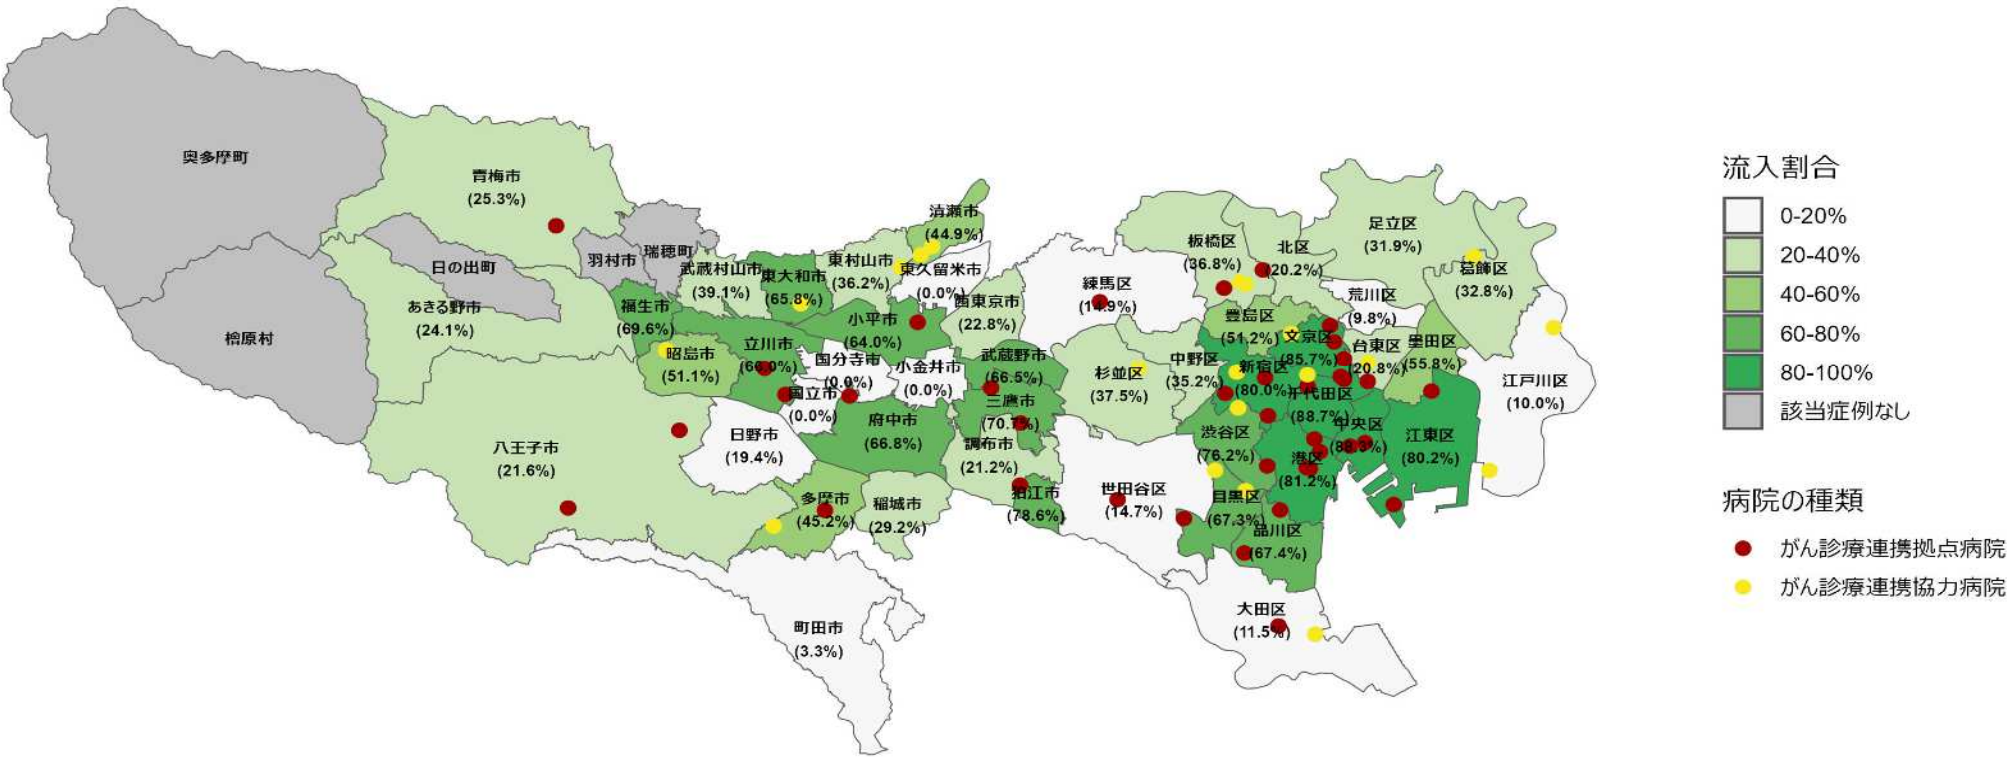 奥多摩町
青梅市
(25.3%)
羽村市
瑞穂町
日の出町
あきる野市
(24.1%)
檜原村
武蔵村山市
(39.1%)
東大和市
(65.8%)
東村山市
(36.2%)
清瀬市
(44.9%)
東久留米市
(0.0%)
西東京市
(22.8%)
福生市
(69.6%)
昭島市
(51.1%)
立川市
小平市
(64.0%)
国分寺市
(0.0%)
小金井市
(0.0%)
国立市
(0.0%)
武蔵野市
(66.5%)
三鷹市
府中市
(66.8%)
調布市
(21.2%)
狛江市
(78.6%)
八王子市
(21.6%)
日野市
(19.4%)
多摩市
(45.2%)
稲城市
(29.2%)
町田市
(3.3%)
練馬区
(14.9%)
板橋区
(36.8%)
北区
(20.2%)
足立区
(31.9%)
葛飾区
(32.8%)
荒川区
(9.8%)
豊島区
(51.2%)
文京区
(85.7%)
台東区
(20.8%)
墨田区
(55.8%)
江戸川区
(10.0%)
杉並区
(37.5%)
中野区
(35.2%)
新宿区
(80.0%)
千代田区
(88.7%)
中央区
(88.3%)
江東区
(80.2%)
渋谷区
(76.2%)
港区
(81.2%)
世田谷区
(14.7%)
目黒区
(67.3%)
品川区
(67.4%)
大田区
(11.5%)
流入割合
0-20%
20-40%
40-60%
60-80%
80-100%
該当症例なし
病院の種類
がん診療連携拠点病院
がん診療連携協力病院